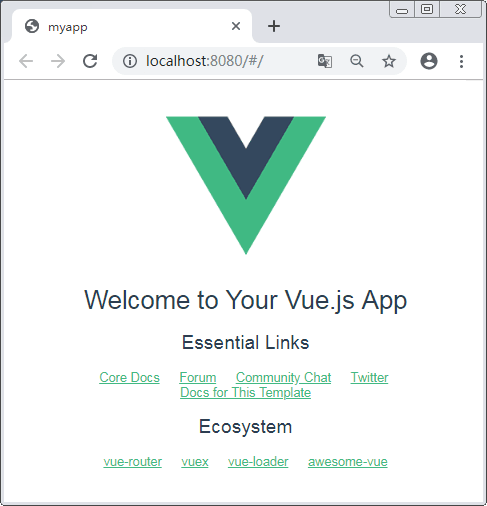 myapp
localhost:8080/#/
Welcome to Your Vue.js App
Essential Links
Core Docs Forum Community Chat Twitter
Docs for This Template
Ecosystem
vue-router vuex vue-loader awesome-vue